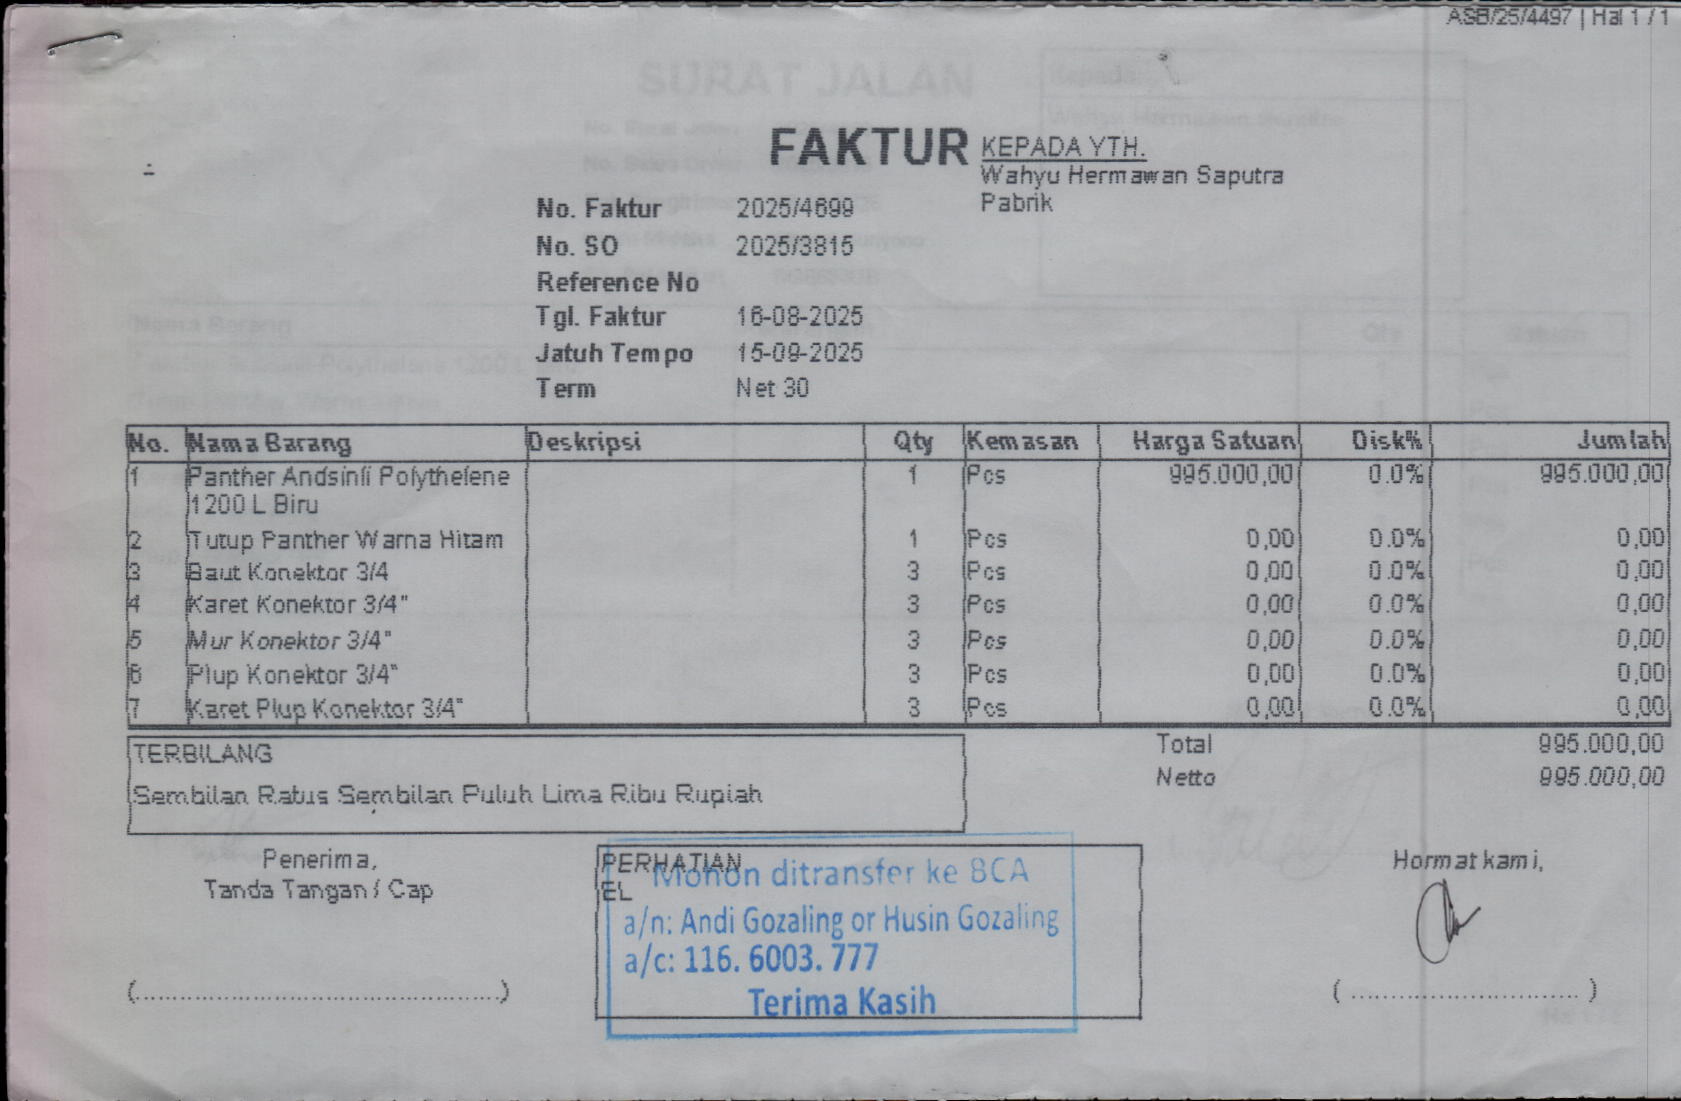 ASB/25/4497 | Hal 1 / 1
FAKTUR
KEPADA YTH.
Wahyu Hermawan Saputra
Pabrik
No. Faktur 2025/4699
No. SO 2025/3815
Reference No
Tgl. Faktur 16-08-2025
Jatuh Tempo 15-09-2025
Term Net 30
No. Nama Barang Deskripsi Qty Kemasan Harga Satuan Disk% Jumlah
1 Panther Andsinli Polythelene 1 Pcs 995.000,00 0.0% 995.000,00
1200 L Biru
2 Tutup Panther Warna Hitam 1 Pcs 0,00 0.0% 0,00
3 Baut Konektor 3/4 3 Pcs 0,00 0.0% 0,00
4 Karet Konektor 3/4" 3 Pcs 0,00 0.0% 0,00
5 Mur Konektor 3/4" 3 Pcs 0,00 0.0% 0,00
6 Plup Konektor 3/4" 3 Pcs 0,00 0.0% 0,00
7 Karet Plup Konektor 3/4" 3 Pcs 0,00 0.0% 0,00
TERBILANG
Sembilan Ratus Sembilan Puluh Lima Ribu Rupiah
Total 995.000,00
Netto 995.000,00
Penerima,
Tanda Tangan / Cap
PERHATIAN
EL
Mohon ditransfer ke BCA
a/n: Andi Gozaling or Husin Gozaling
a/c: 116. 6003. 777
Terima Kasih
Hormat kami,
SURAT JALAN
Kepada
Nama Barang
Qty